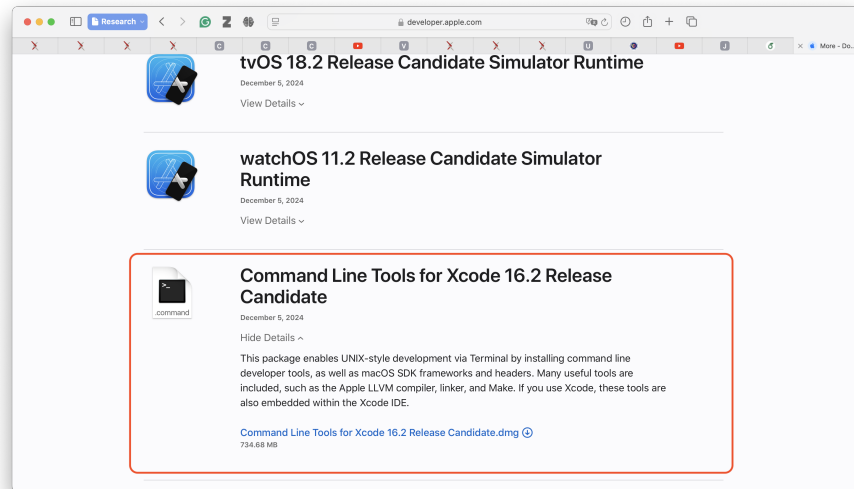 Research
developer.apple.com
More - Do...
tvOS 18.2 Release Candidate Simulator Runtime
December 5, 2024
View Details
watchOS 11.2 Release Candidate Simulator
Runtime
December 5, 2024
View Details
Command Line Tools for Xcode 16.2 Release
Candidate
.command
December 5, 2024
Hide Details
This package enables UNIX-style development via Terminal by installing command line
developer tools, as well as macOS SDK frameworks and headers. Many useful tools are
included, such as the Apple LLVM compiler, linker, and Make. If you use Xcode, these tools are
also embedded within the Xcode IDE.
Command Line Tools for Xcode 16.2 Release Candidate.dmg
734.68 MB